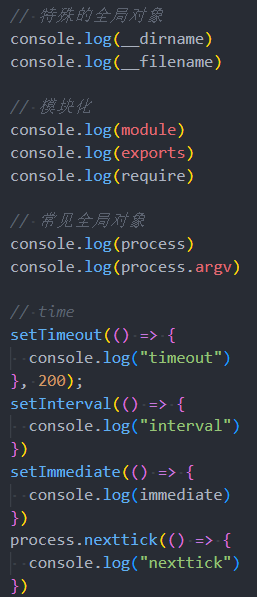 // 特殊的全局对象
console.log(__dirname)
console.log(__filename)

// 模块化
console.log(module)
console.log(exports)
console.log(require)

// 常见全局对象
console.log(process)
console.log(process.argv)

// time
setTimeout(() => {
  console.log("timeout")
}, 200);
setInterval(() => {
  console.log("interval")
})
setImmediate(() => {
  console.log(immediate)
})
process.nexttick(() => {
  console.log("nexttick")
})